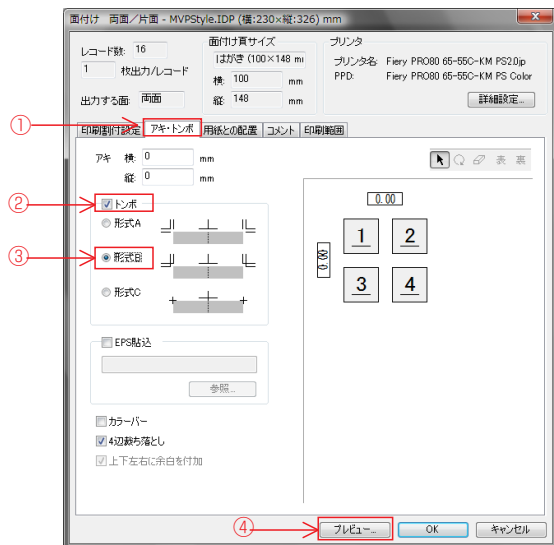 面付け 両面/片面 - MVPStyle.IDP (横:230×縦:326) mm
レコード数: 16
1 枚出力/レコード
出力する面: 両面
面付け頁サイズ
はがき (100×148 mi
横: 100 mm
縦: 148 mm
プリンタ
プリンタ名: Fiery PRO80 65-55C-KM PS2.0jp
PPD: Fiery PRO80 65-55C-KM PS Color
詳細設定...
①
印刷割付設定 アキ・トンボ 用紙との配置 コメント 印刷範囲
アキ 横: 0 mm
縦: 0 mm
表 裏
② トンボ
形式A
③ 形式B
形式C
0.00
0.00
1 2
3 4
EPS貼込
参照...
カラーバー
4辺裁ち落とし
上下左右に余白を付加
④ プレビュー... OK キャンセル